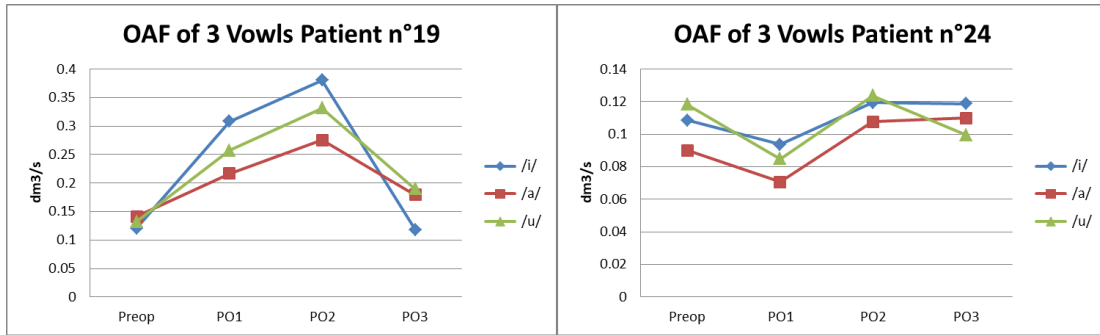 OAF of 3 Vowls Patient n°19
0.4
0.35
0.3
0.25
0.2
0.15
0.1
0.05
0
dm3/s
Preop PO1 PO2 PO3
/i/
/a/
/u/
OAF of 3 Vowls Patient n°24
0.14
0.12
0.1
0.08
0.06
0.04
0.02
0
dm3/s
Preop PO1 PO2 PO3
/i/
/a/
/u/